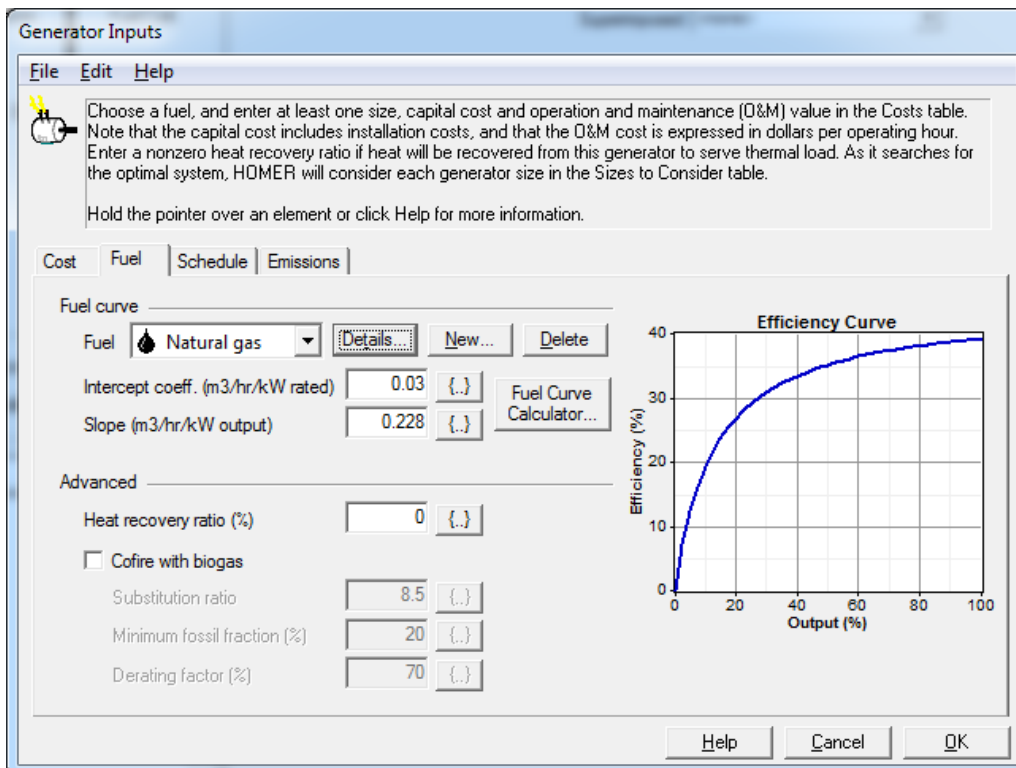 Generator Inputs
File Edit Help
Choose a fuel, and enter at least one size, capital cost and operation and maintenance (O&M) value in the Costs table.
Note that the capital cost includes installation costs, and that the O&M cost is expressed in dollars per operating hour.
Enter a nonzero heat recovery ratio if heat will be recovered from this generator to serve thermal load. As it searches for
the optimal system, HOMER will consider each generator size in the Sizes to Consider table.
Hold the pointer over an element or click Help for more information.
Cost Fuel Schedule Emissions
Fuel curve
Fuel Natural gas Details... New... Delete
Intercept coeff. (m3/hr/kW rated) 0.03 {..}
Slope (m3/hr/kW output) 0.228 {..}
Fuel Curve
Calculator...
Advanced
Heat recovery ratio (%) 0 {..}
Cofire with biogas
Substitution ratio 8.5 {..}
Minimum fossil fraction (%) 20 {..}
Derating factor (%) 70 {..}
Efficiency Curve
40
30
20
10
0
Efficiency (%)
0 20 40 60 80 100
Output (%)
Help Cancel OK